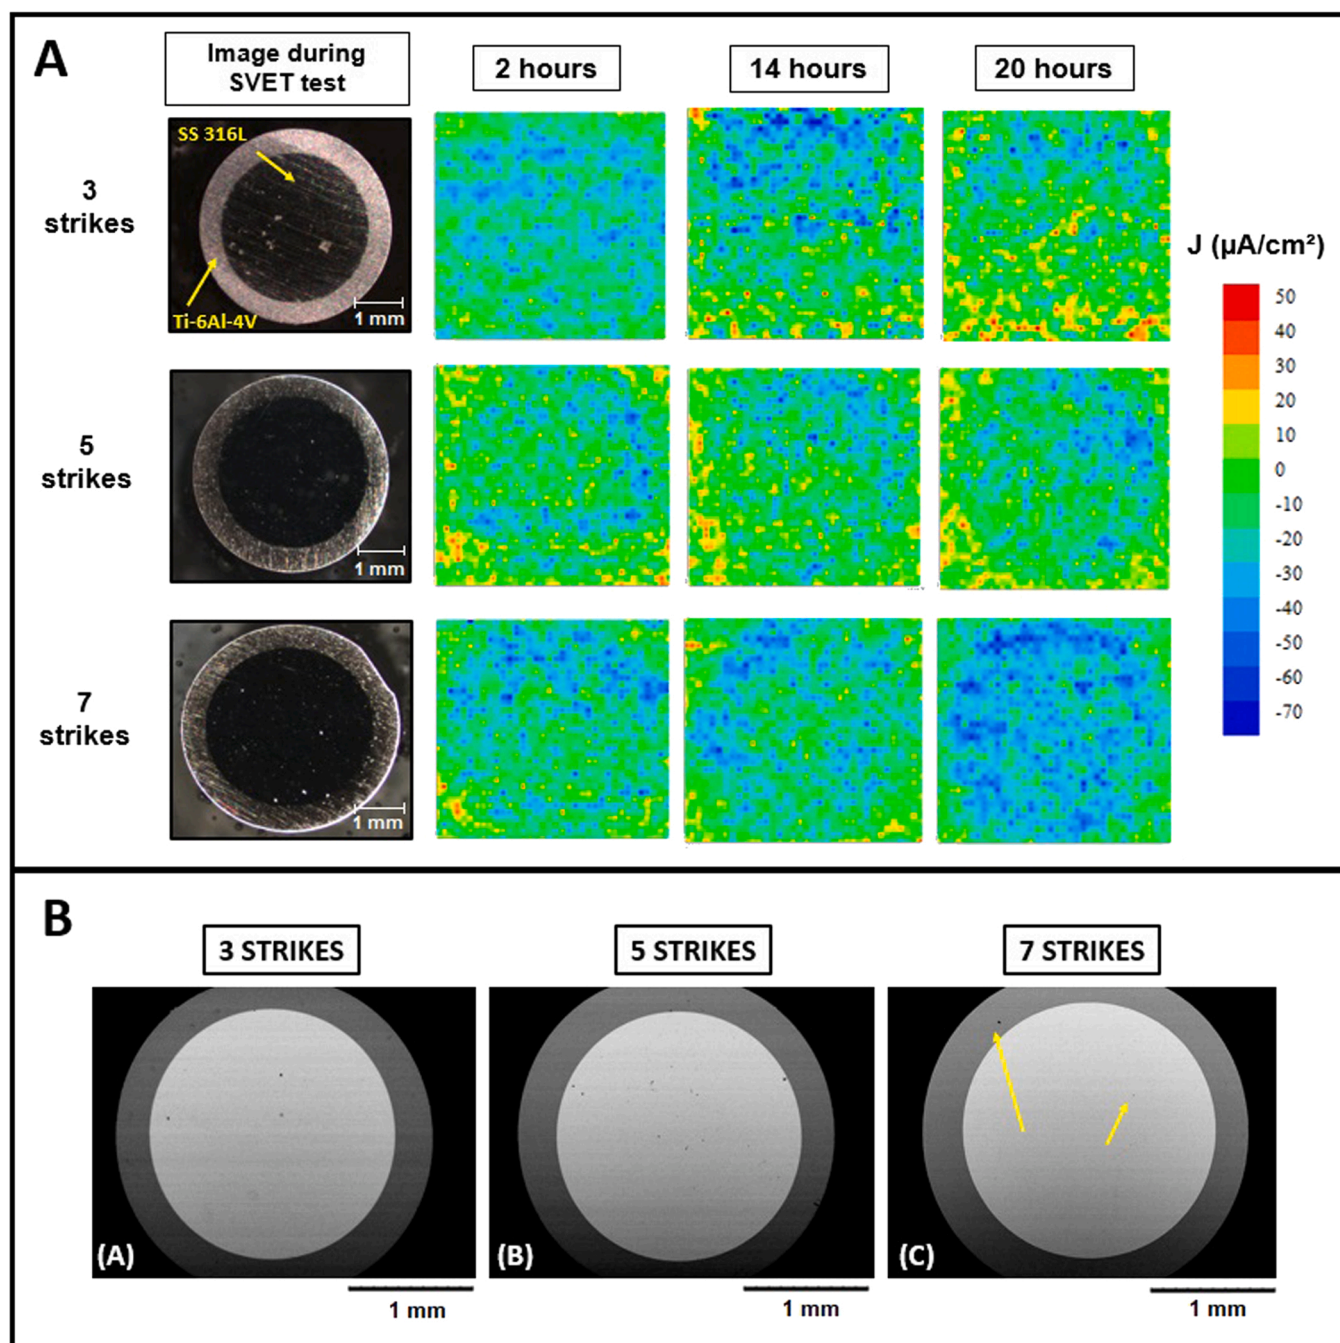 A
Image during
SVET test
2 hours
14 hours
20 hours
SS 316L
Ti-6Al-4V
1 mm
3
strikes
J (µA/cm²)
50
40
30
20
10
0
-10
-20
-30
-40
-50
-60
-70
5
strikes
1 mm
7
strikes
1 mm
B
3 STRIKES
5 STRIKES
7 STRIKES
(A)
(B)
(C)
1 mm
1 mm
1 mm